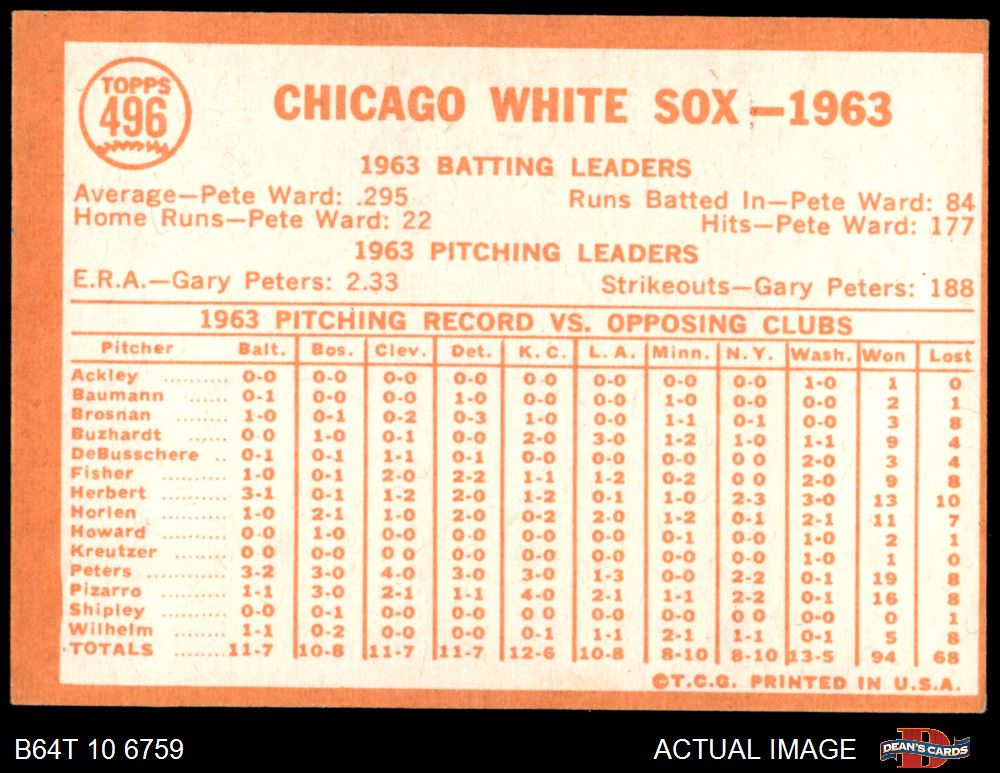 TOPPS
496
CHICAGO WHITE SOX—1963
1963 BATTING LEADERS
Average—Pete Ward: .295 Runs Batted In—Pete Ward: 84
Home Runs—Pete Ward: 22 Hits—Pete Ward: 177
1963 PITCHING LEADERS
E.R.A.—Gary Peters: 2.33 Strikeouts—Gary Peters: 188
1963 PITCHING RECORD VS. OPPOSING CLUBS
Pitcher Balt. Bos. Clev. Det. K.C. L.A. Minn. N.Y. Wash. Won Lost
Ackley .......... 0-0 0-0 0-0 0-0 0-0 0-0 0-0 0-0 1-0 1 0
Baumann ...... 0-1 0-0 0-0 1-0 0-0 0-0 1-0 0-0 0-0 2 1
Brosnan ........ 1-0 0-1 0-2 0-3 1-0 0-0 1-1 0-1 0-0 3 8
Buzhardt ...... 0-0 1-0 0-1 0-0 2-0 3-0 1-2 1-0 1-1 9 4
DeBusschere .. 0-1 0-1 1-1 0-1 0-0 0-0 0-0 0 0 2-0 3 4
Fisher .......... 1-0 0-1 2-0 2-2 1-1 1-2 0-2 0 0 2-0 9 8
Herbert ........ 3-1 0-1 1-2 2-0 1-2 0-1 1-0 2-3 3-0 13 10
Horlen .......... 1-0 2-1 1-0 2-0 0-2 2-0 1-2 0-1 2-1 11 7
Howard ........ 0-0 1-0 0-0 0-0 0-0 0-0 0-1 0-0 1-0 2 1
Kreutzer ...... 0 0 0-0 0 0 0-0 0-0 0-0 0-0 0-0 1-0 1 0
Peters ........... 3-2 3-0 4-0 3-0 3-0 1-3 0-0 2-2 0-1 19 8
Pizarro .......... 1-1 3-0 2-1 1-1 4-0 2-1 1-1 2-2 0-1 16 8
Shipley ........ 0-0 0-1 0-0 0-0 0-0 0 0 0-0 0 0 0-0 0 1
Wilhelm ........ 1-1 0-2 0-0 0-0 0-1 1-1 2-1 1-1 0-1 5 8
TOTALS ........ 11-7 10-8 11-7 11-7 12-6 10-8 8-10 8-10 13-5 94 68
©T.C.G. PRINTED IN U.S.A.
B64T 10 6759 ACTUAL IMAGE DEAN'S CARDS